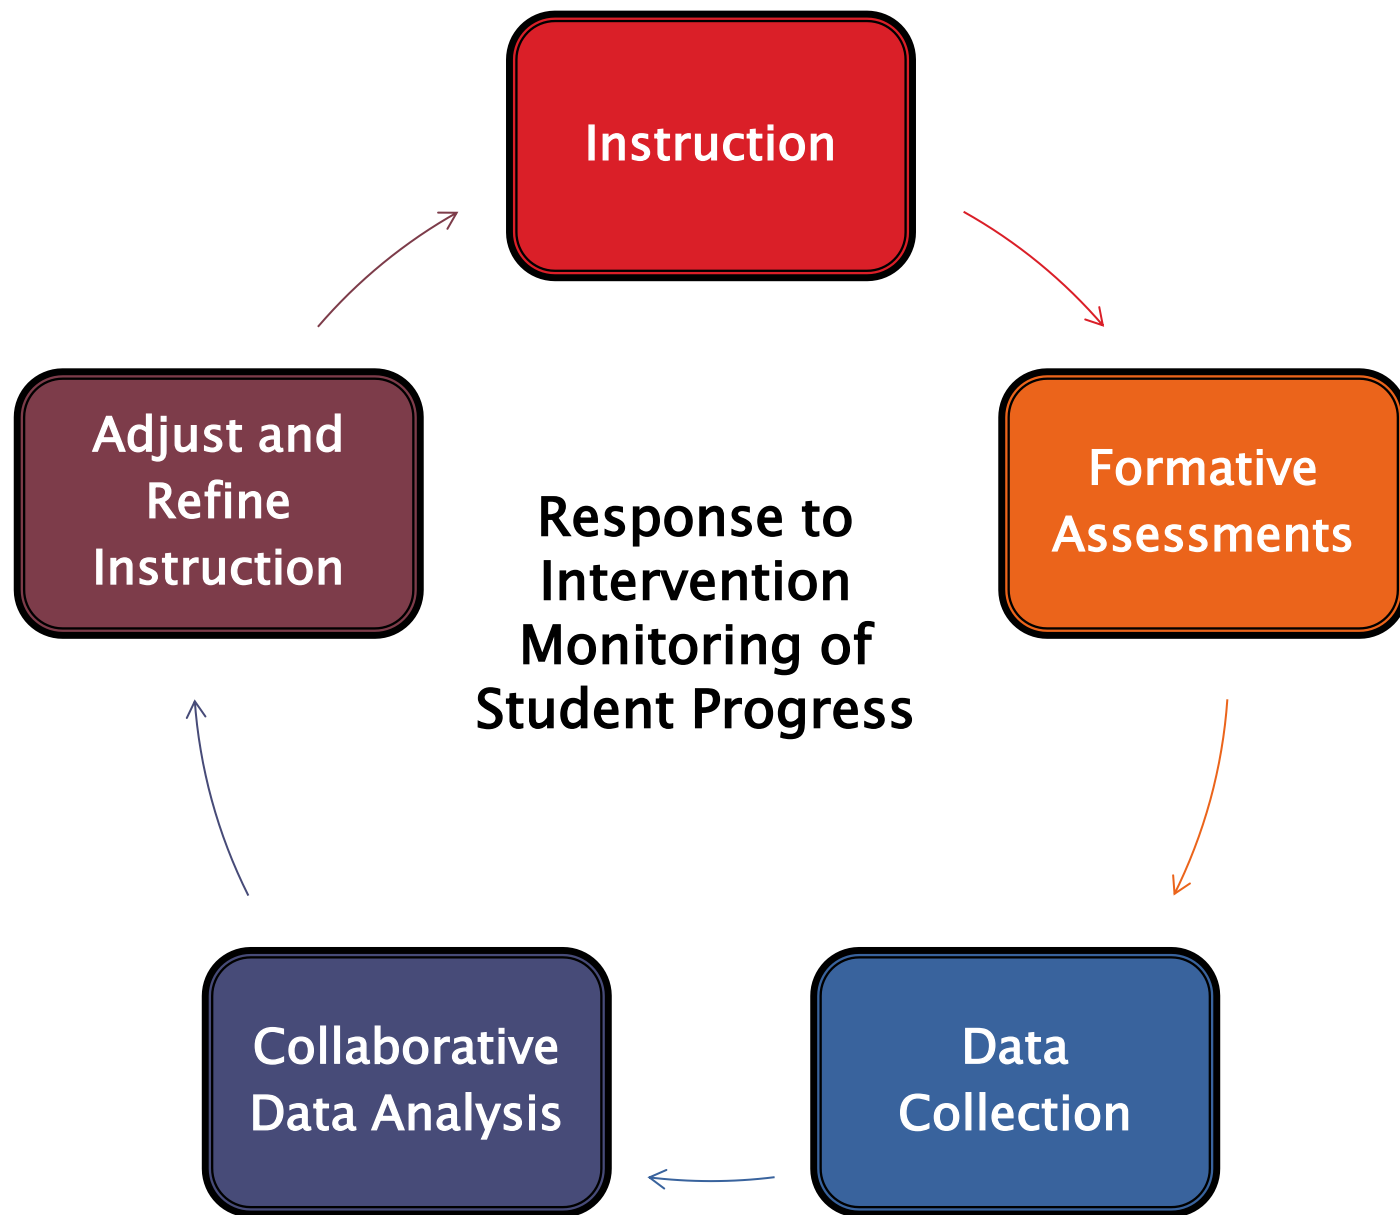 Instruction
Formative
Assessments
Data
Collection
Collaborative
Data Analysis
Adjust and
Refine
Instruction
Response to
Intervention
Monitoring of
Student Progress